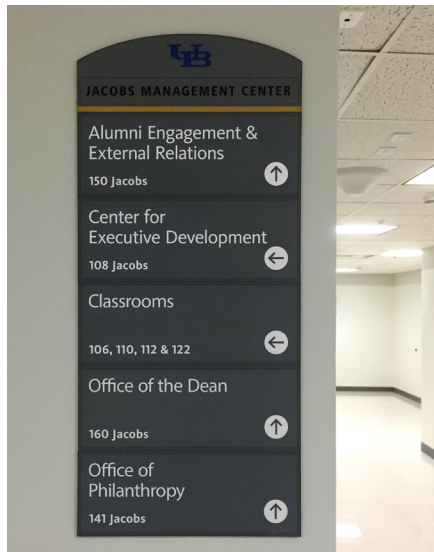 UB
JACOBS MANAGEMENT CENTER
Alumni Engagement &
External Relations
150 Jacobs
Center for
Executive Development
108 Jacobs
Classrooms
106, 110, 112 & 122
Office of the Dean
160 Jacobs
Office of
Philanthropy
141 Jacobs